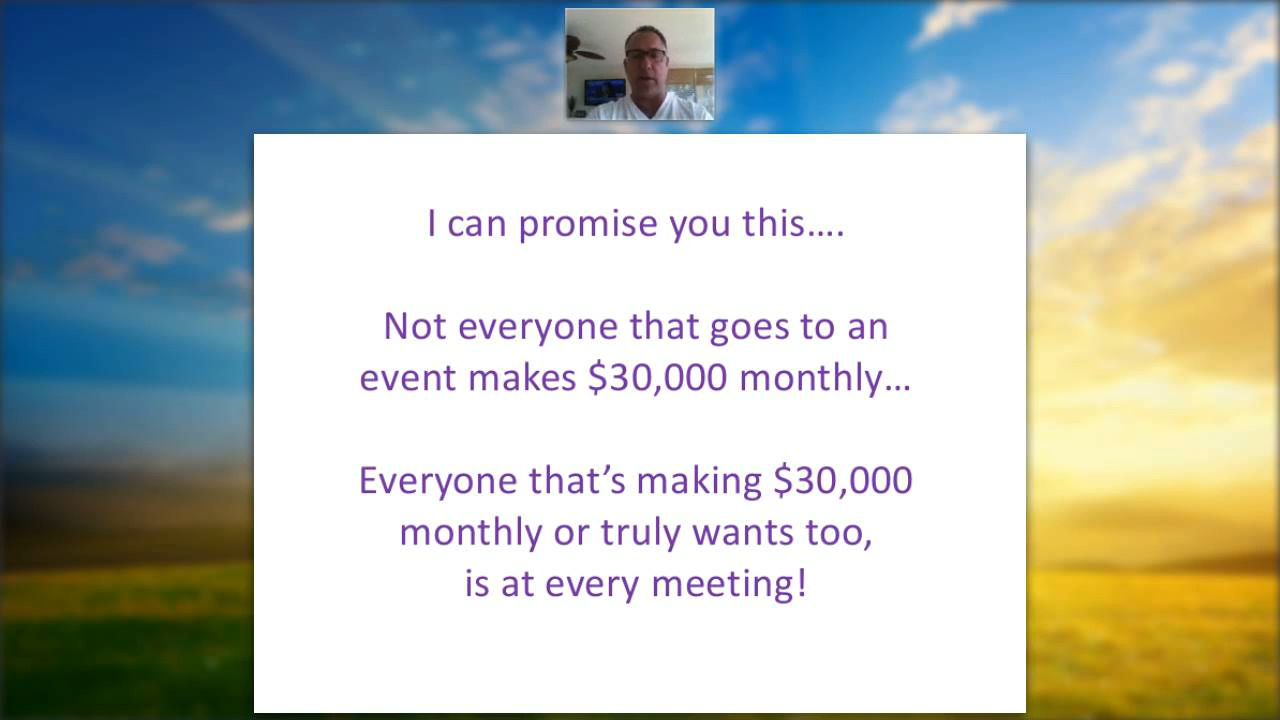 I can promise you this….
Not everyone that goes to an
event makes $30,000 monthly…
Everyone that’s making $30,000
monthly or truly wants too,
is at every meeting!